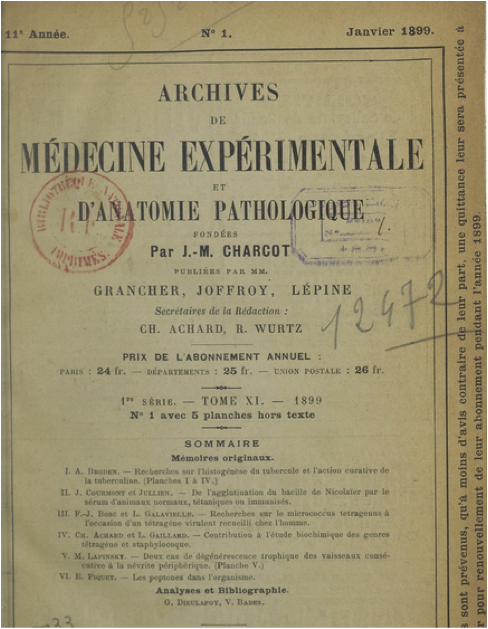 11e Année.
N° 1.
Janvier 1899.
ARCHIVES
DE
MÉDECINE EXPÉRIMENTALE
ET
D'ANATOMIE PATHOLOGIQUE
FONDÉES
Par J.-M. CHARCOT
PUBLIÉES PAR MM.
GRANCHER, JOFFROY, LÉPINE
Secrétaires de la Rédaction :
CH. ACHARD, R. WURTZ
PRIX DE L'ABONNEMENT ANNUEL :
PARIS : 24 fr. — DÉPARTEMENTS : 25 fr. — UNION POSTALE : 26 fr.
1re SÉRIE. — TOME XI. — 1899
N° 1 avec 5 planches hors texte
SOMMAIRE
Mémoires originaux.
I. A. BRODEN. — Recherches sur l'histogénèse du tubercule et l'action curative de
la tuberculine. (Planches I à IV.)
II. J. COURMONT et JULLIEN. — De l'agglutination du bacille de Nicolaïer par le
sérum d'animaux normaux, tétaniques ou immunisés.
III. F.-J. BOSC et L. GALAVIELLE. — Recherches sur le micrococcus tetragenus à
l'occasion d'un tétragène virulent recueilli chez l'homme.
IV. CH. ACHARD et L. GAILLARD. — Contribution à l'étude biochimique des genres
tétragène et staphylocoque.
V. M. LAPINSKY. — Deux cas de dégénérescence trophique des vaisseaux consé-
cutive à la névrite périphérique. (Planche V.)
VI. E. FIQUET. — Les peptones dans l'organisme.
Analyses et Bibliographie.
G. DIEULAFOY, V. BABES.
BIBLIOTHÈQUE NATIONALE
R.F.
IMPRIMÉS
N°
12472
s sont prévenus, qu'à moins d'avis contraire de leur part, une quittance leur sera présentée à
r pour renouvellement de leur abonnement pendant l'année 1899.